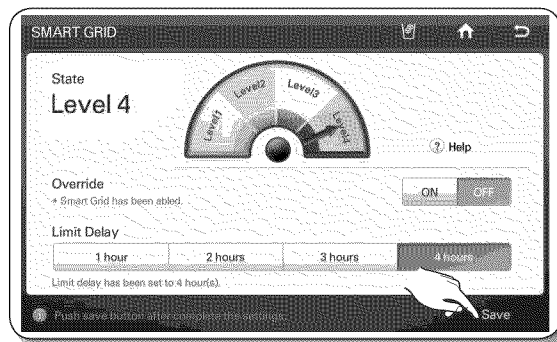 SMART GRID
State
Level 4
Level1
Level2
Level3
Level4
? Help
Override
* Smart Grid has been abled.
ON OFF
Limit Delay
1 hour 2 hours 3 hours 4 hours
Limit delay has been set to 4 hour(s).
Push save button after complete the settings.
Save